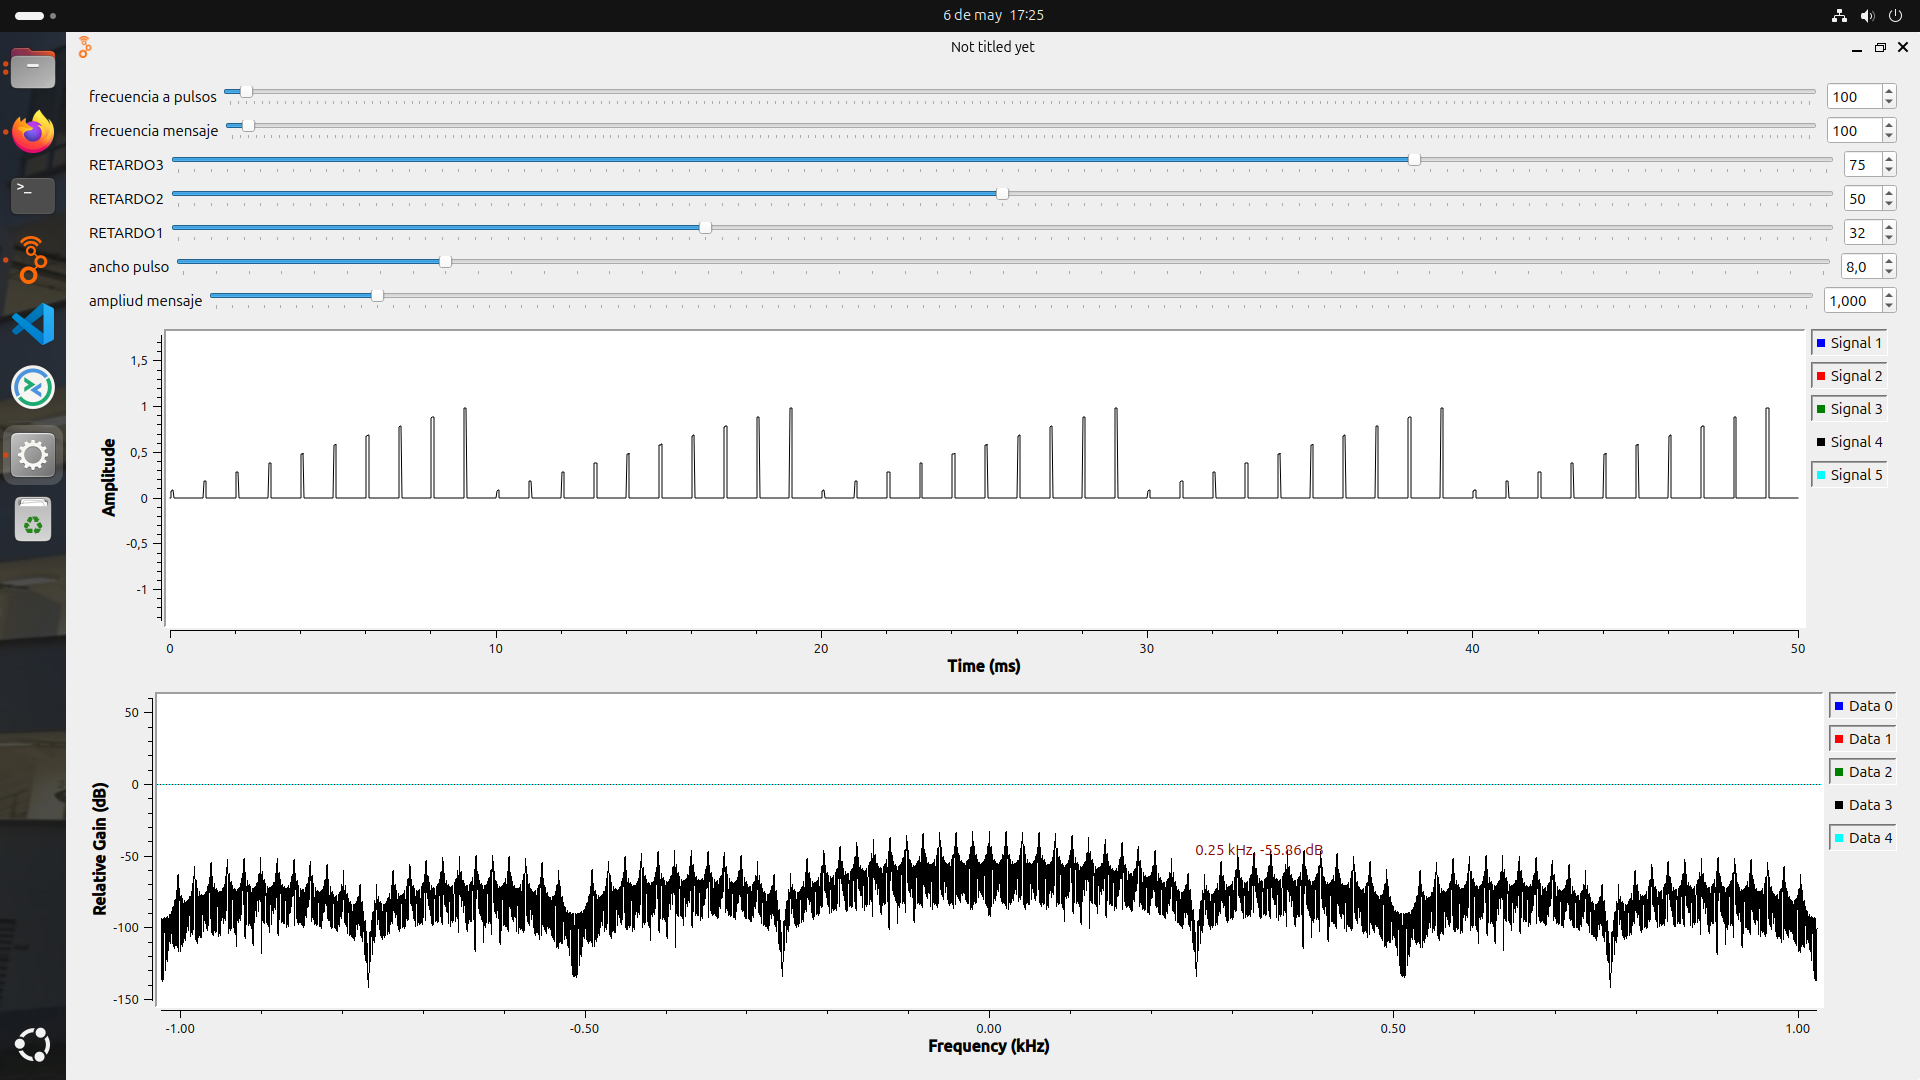 6 de may 17:25
Not titled yet
frecuencia a pulsos 100
frecuencia mensaje 100
RETARDO3 75
RETARDO2 50
RETARDO1 32
ancho pulso 8,0
ampliud mensaje 1,000
Amplitude
1,5
1
0,5
0
-0,5
-1
0 10 20 30 40 50
Time (ms)
Signal 1
Signal 2
Signal 3
Signal 4
Signal 5
Relative Gain (dB)
50
0
-50
-100
-150
0.25 kHz, -55.86 dB
-1.00 -0.50 0.00 0.50 1.00
Frequency (kHz)
Data 0
Data 1
Data 2
Data 3
Data 4